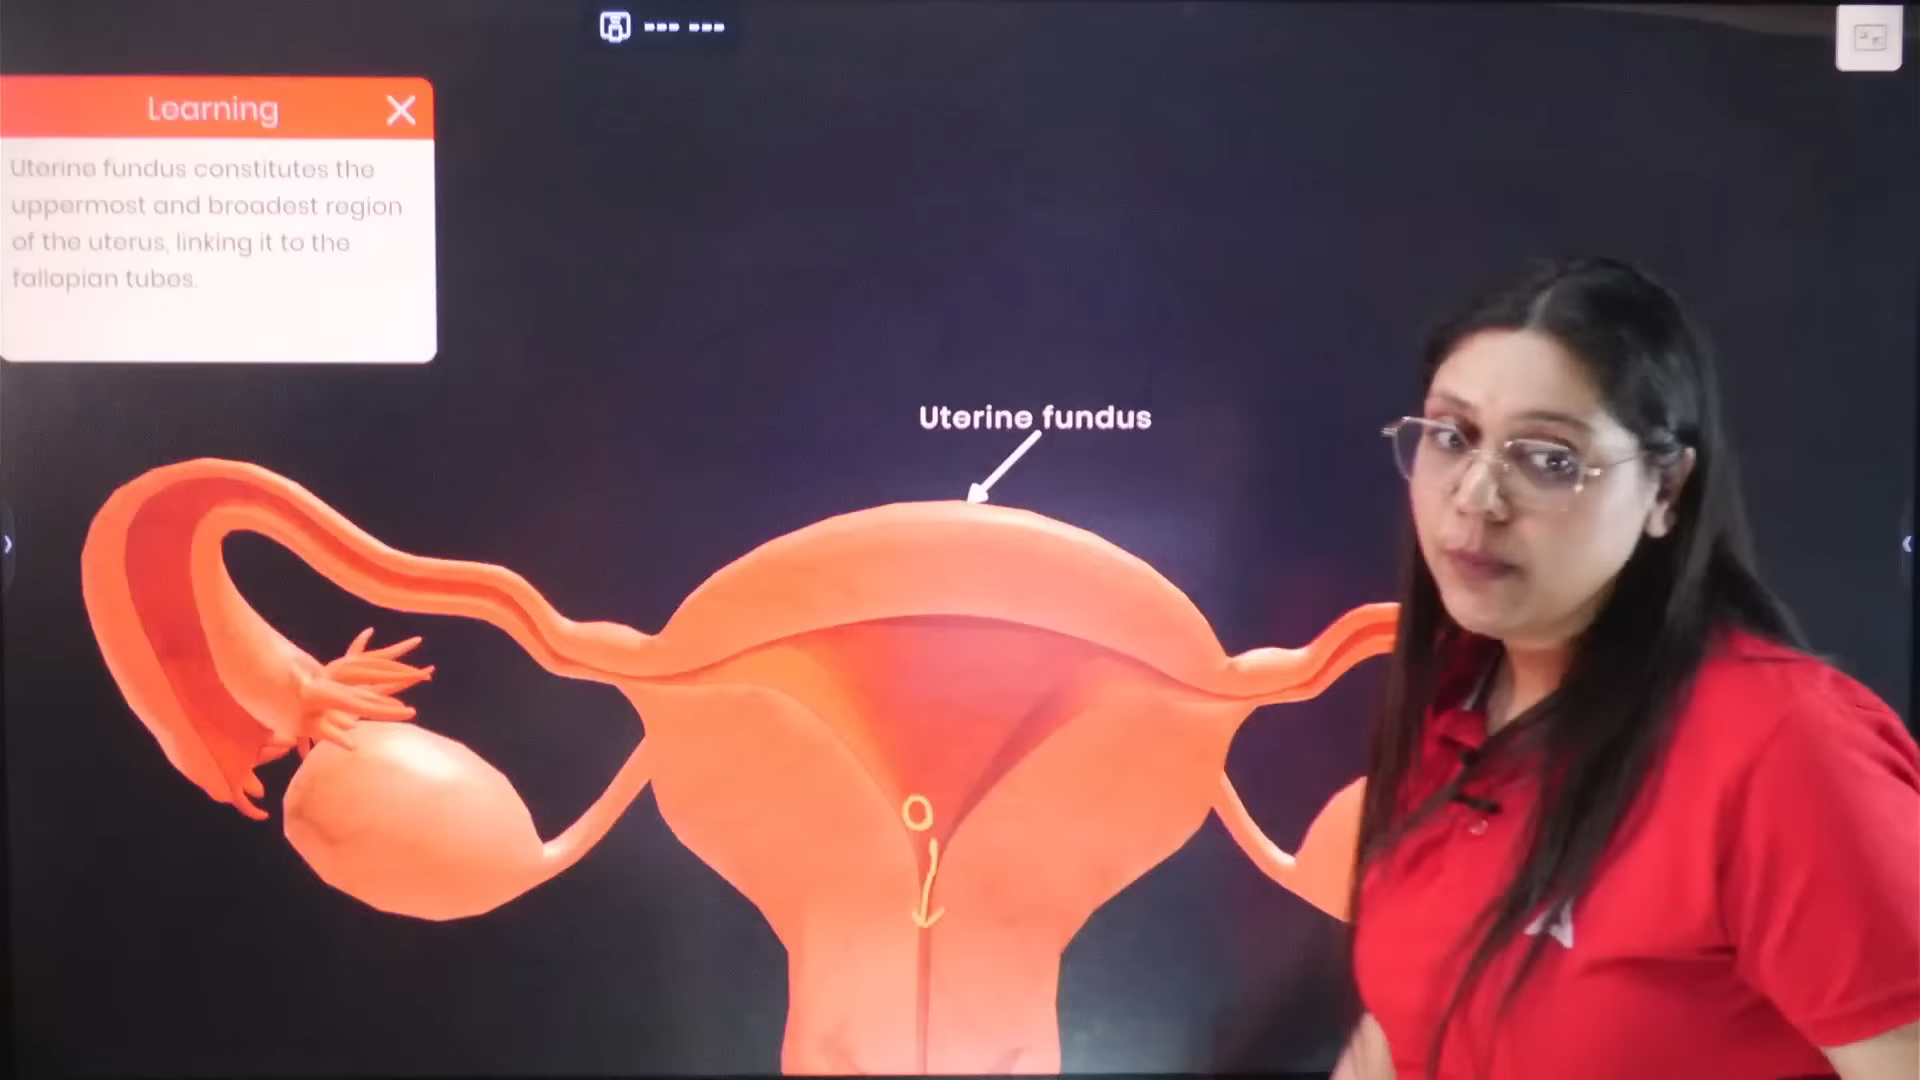 Learning
Uterine fundus constitutes the
uppermost and broadest region
of the uterus, linking it to the
fallopian tubes.
Uterine fundus